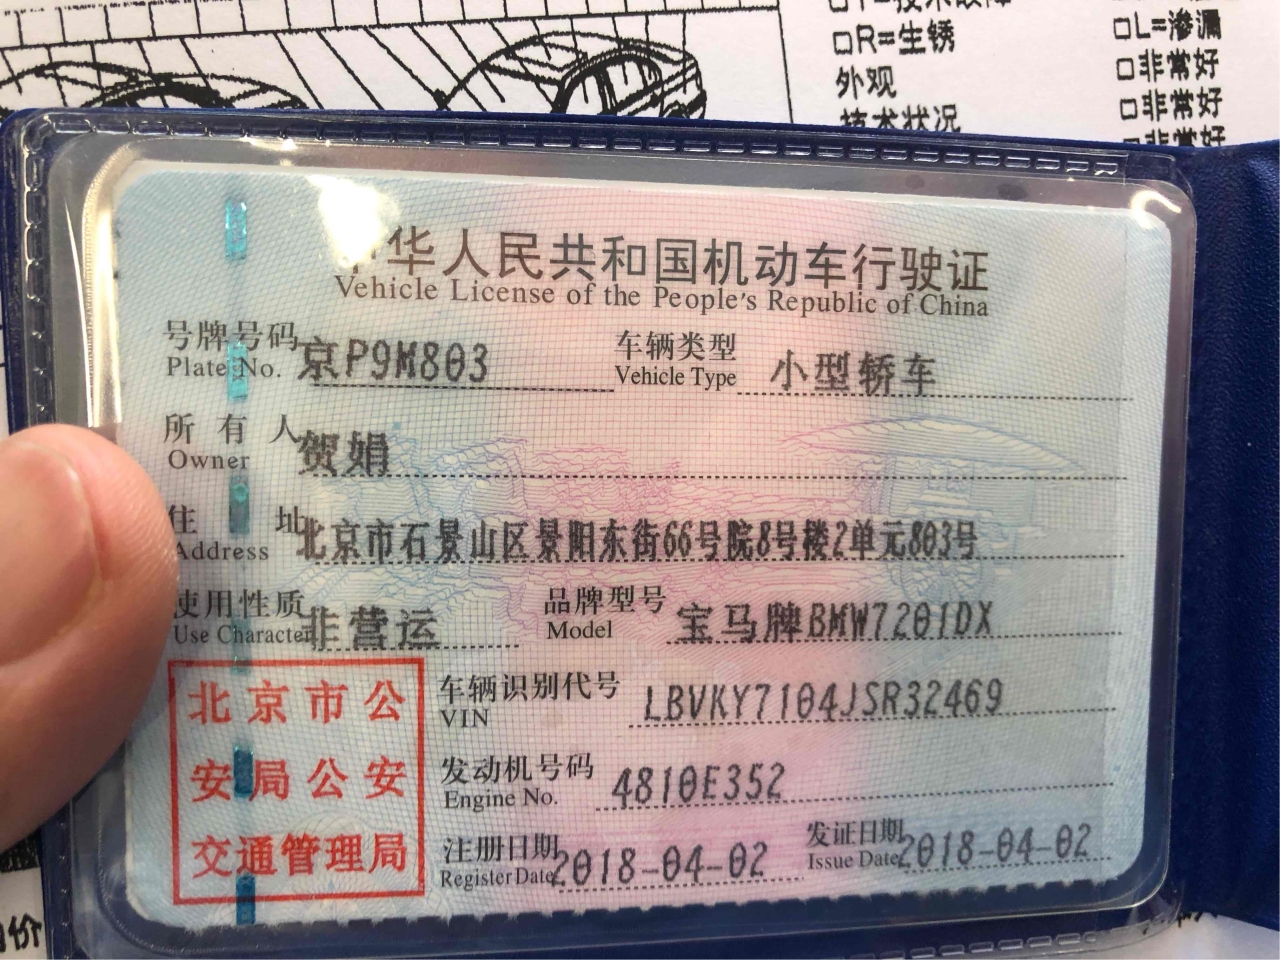 R=生锈
L=渗漏
外观
非常好
技术状况
非常好
非常好
中华人民共和国机动车行驶证
Vehicle License of the People's Republic of China
号牌号码 京P9M803 车辆类型 小型轿车
Plate No. Vehicle Type
所有人 贺娟
Owner
住址 北京市石景山区景阳东街66号院8号楼2单元803号
Address
使用性质 非营运 品牌型号 宝马牌BMW7201DX
Use Character Model
北京市公
安局公安
交通管理局
车辆识别代号 LBVKY7104JSR32469
VIN
发动机号码 4810E352
Engine No.
注册日期 2018-04-02 发证日期 2018-04-02
Register Date Issue Date